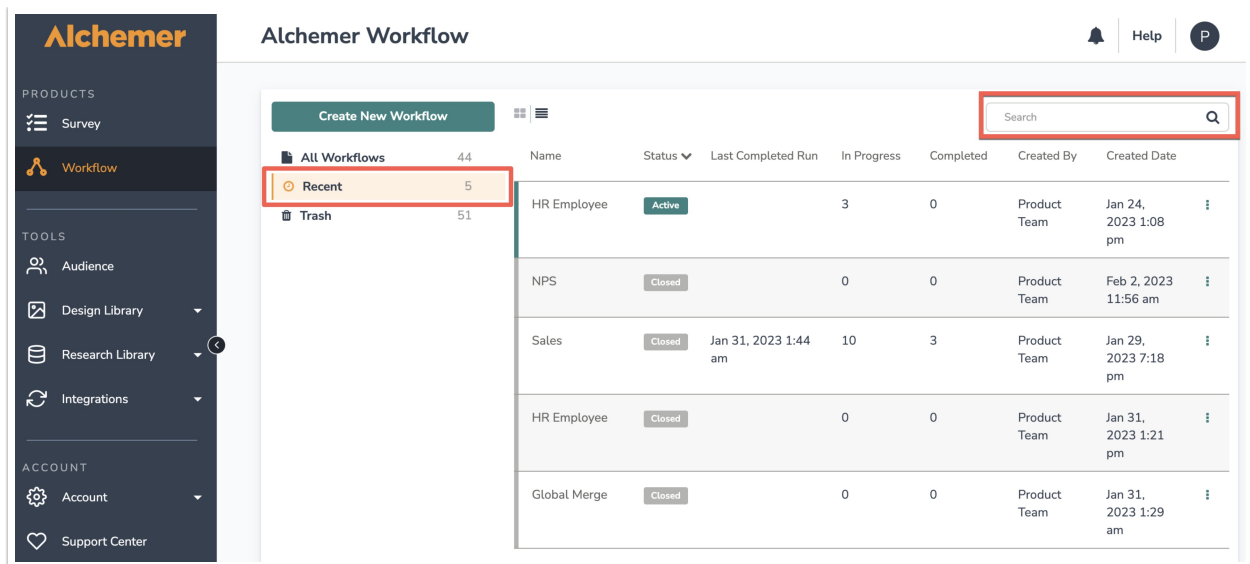 Alchemer
Alchemer Workflow
Help
P
PRODUCTS
Survey
Workflow
TOOLS
Audience
Design Library
Research Library
Integrations
ACCOUNT
Account
Support Center
Create New Workflow
Search
All Workflows 44
Recent 5
Trash 51
Name Status Last Completed Run In Progress Completed Created By Created Date
HR Employee Active 3 0 Product Jan 24,
Team 2023 1:08
pm
NPS Closed 0 0 Product Feb 2, 2023
Team 11:56 am
Sales Closed Jan 31, 2023 1:44 10 3 Product Jan 29,
am Team 2023 7:18
pm
HR Employee Closed 0 0 Product Jan 31,
Team 2023 1:21
pm
Global Merge Closed 0 0 Product Jan 31,
Team 2023 1:29
am